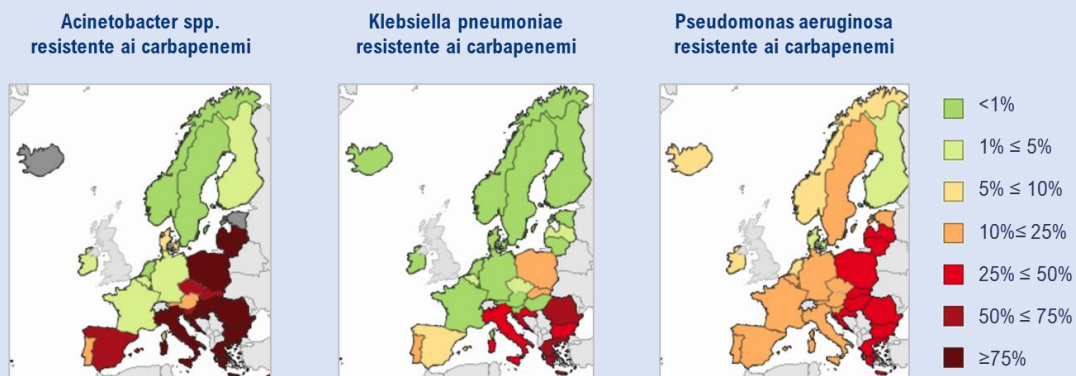 Acinetobacter spp.
resistente ai carbapenemi
Klebsiella pneumoniae
resistente ai carbapenemi
Pseudomonas aeruginosa
resistente ai carbapenemi
<1%
1% ≤ 5%
5% ≤ 10%
10%≤ 25%
25% ≤ 50%
50% ≤ 75%
≥75%